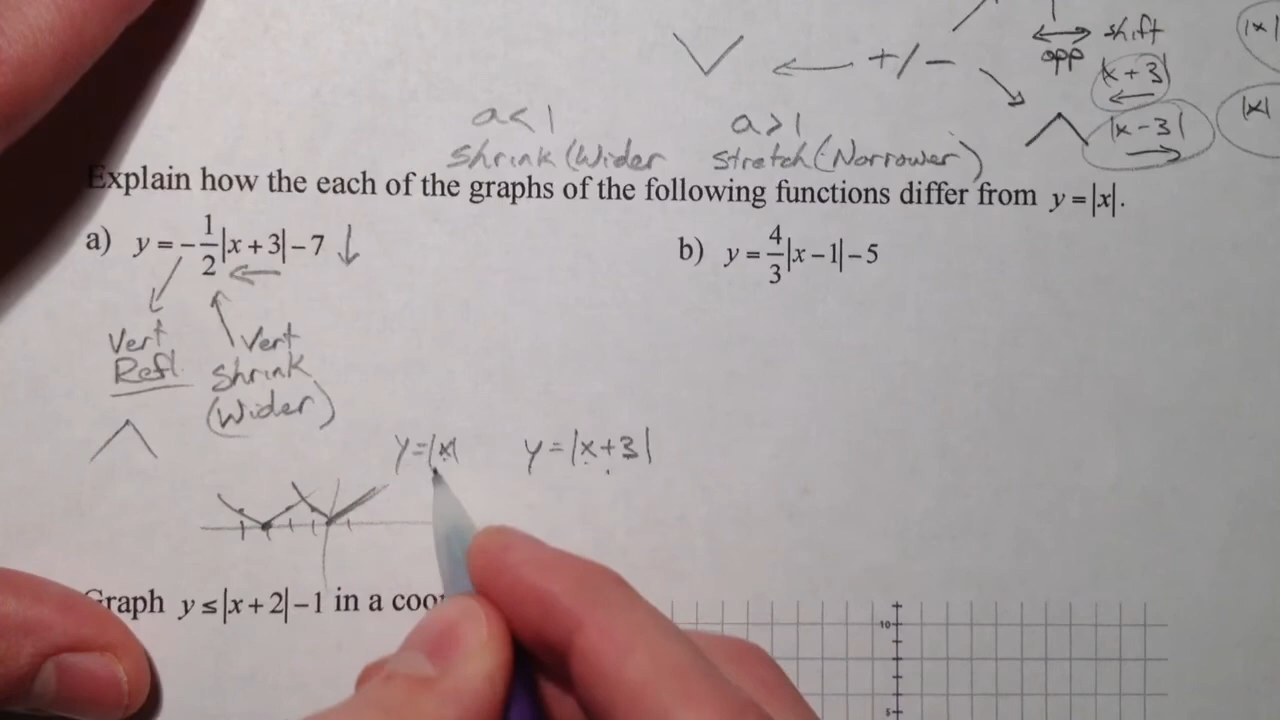 shift
|x|
+/-
opp
|x+3|
|x|
a<1
a>1
|x-3|
Shrink (Wider
Stretch (Narrower)
Explain how the each of the graphs of the following functions differ from y=|x|.
a) y=-1/2|x+3|-7
b) y=4/3|x-1|-5
Vert Refl.
Vert Shrink (Wider)
y=|x|
y=|x+3|
Graph y≤|x+2|-1 in a coo
10
5